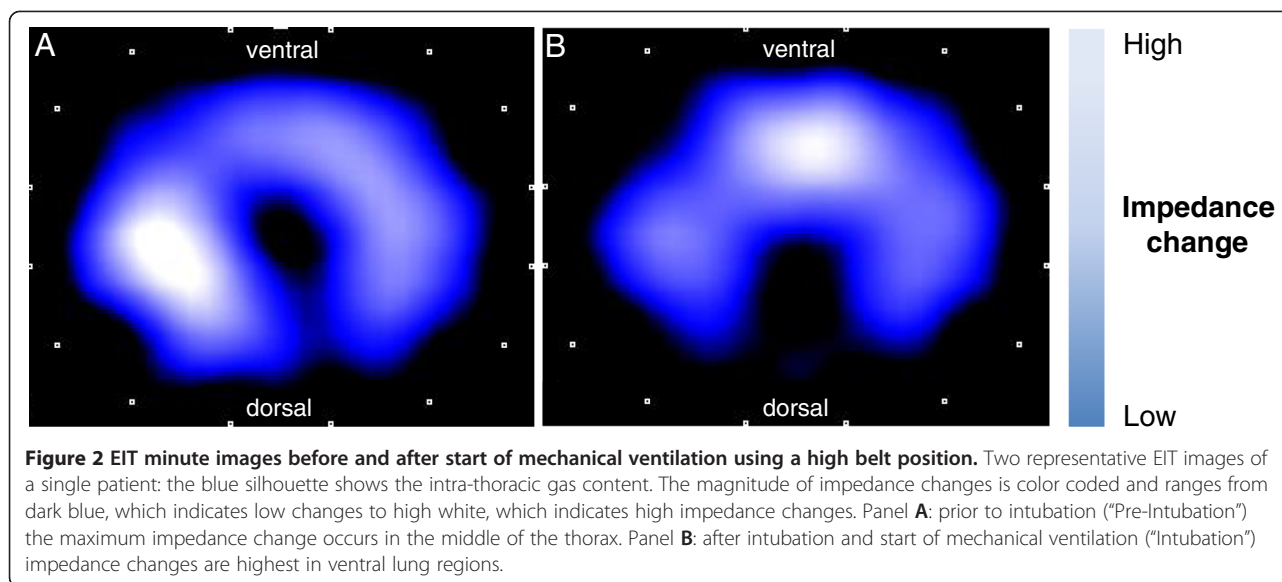 A
ventral
dorsal
B
ventral
dorsal
High
Impedance
change
Low
Figure 2 EIT minute images before and after start of mechanical ventilation using a high belt position. Two representative EIT images of
a single patient: the blue silhouette shows the intra-thoracic gas content. The magnitude of impedance changes is color coded and ranges from
dark blue, which indicates low changes to high white, which indicates high impedance changes. Panel A: prior to intubation (“Pre-Intubation”)
the maximum impedance change occurs in the middle of the thorax. Panel B: after intubation and start of mechanical ventilation (“Intubation”)
impedance changes are highest in ventral lung regions.